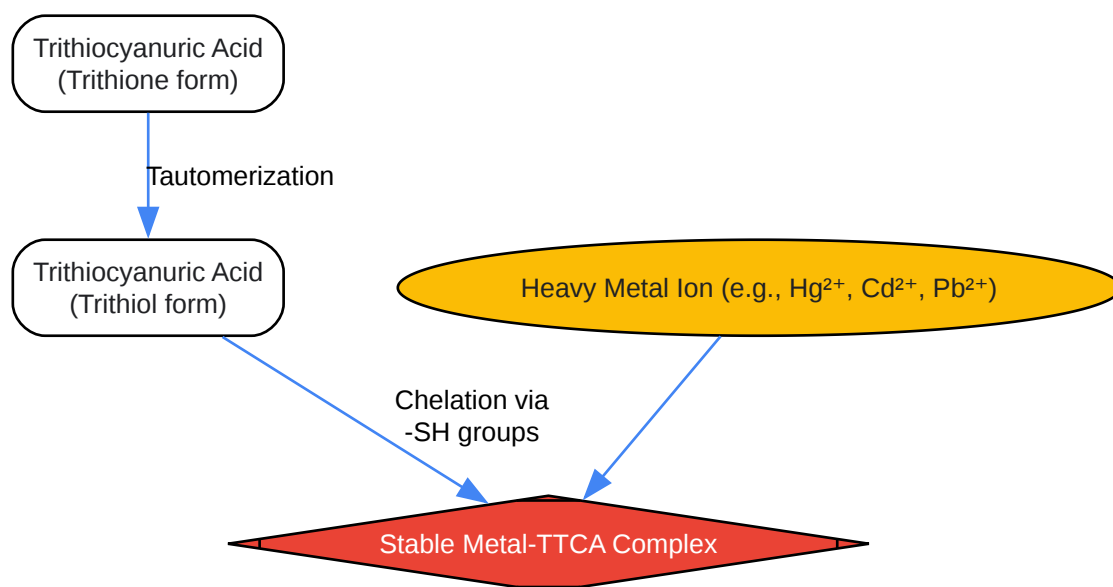 Trithiocyanuric Acid
(Trithione form)
Tautomerization
Trithiocyanuric Acid
(Trithiol form)
Heavy Metal Ion (e.g., Hg²⁺, Cd²⁺, Pb²⁺)
Chelation via
-SH groups
Stable Metal-TTCA Complex